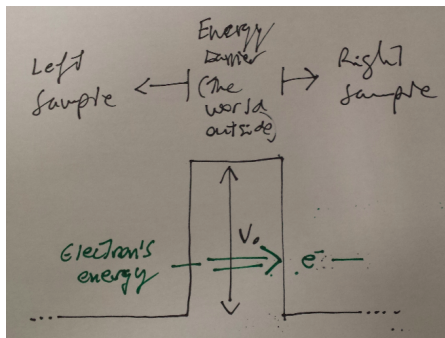 Energy
Barrier
(The
world
outside)
Left
Sample
Right
Sample
V₀
Electron's
energy
e⁻